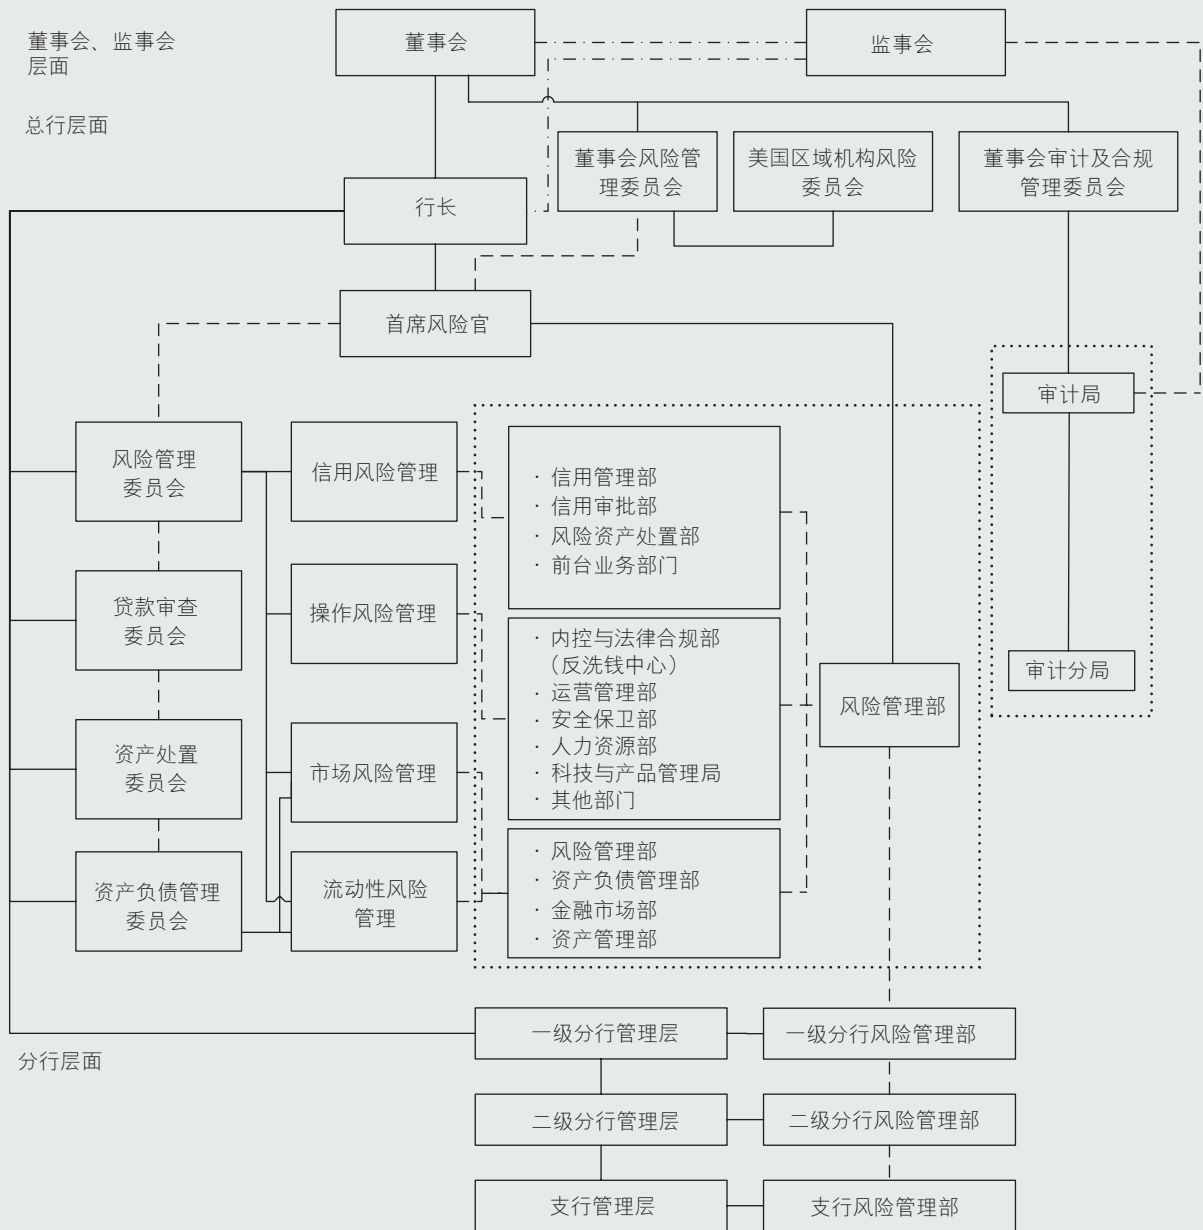 董事会、监事会
层面
董事会
监事会
总行层面
董事会风险管
理委员会
美国区域机构风险
委员会
董事会审计及合规
管理委员会
行长
首席风险官
审计局
风险管理
委员会
信用风险管理
· 信用管理部
· 信用审批部
· 风险资产处置部
· 前台业务部门
贷款审查
委员会
操作风险管理
· 内控与法律合规部
（反洗钱中心）
· 运营管理部
· 安全保卫部
· 人力资源部
· 科技与产品管理局
· 其他部门
风险管理部
审计分局
资产处置
委员会
市场风险管理
资产负债管理
委员会
流动性风险
管理
· 风险管理部
· 资产负债管理部
· 金融市场部
· 资产管理部
一级分行管理层
一级分行风险管理部
分行层面
二级分行管理层
二级分行风险管理部
支行管理层
支行风险管理部